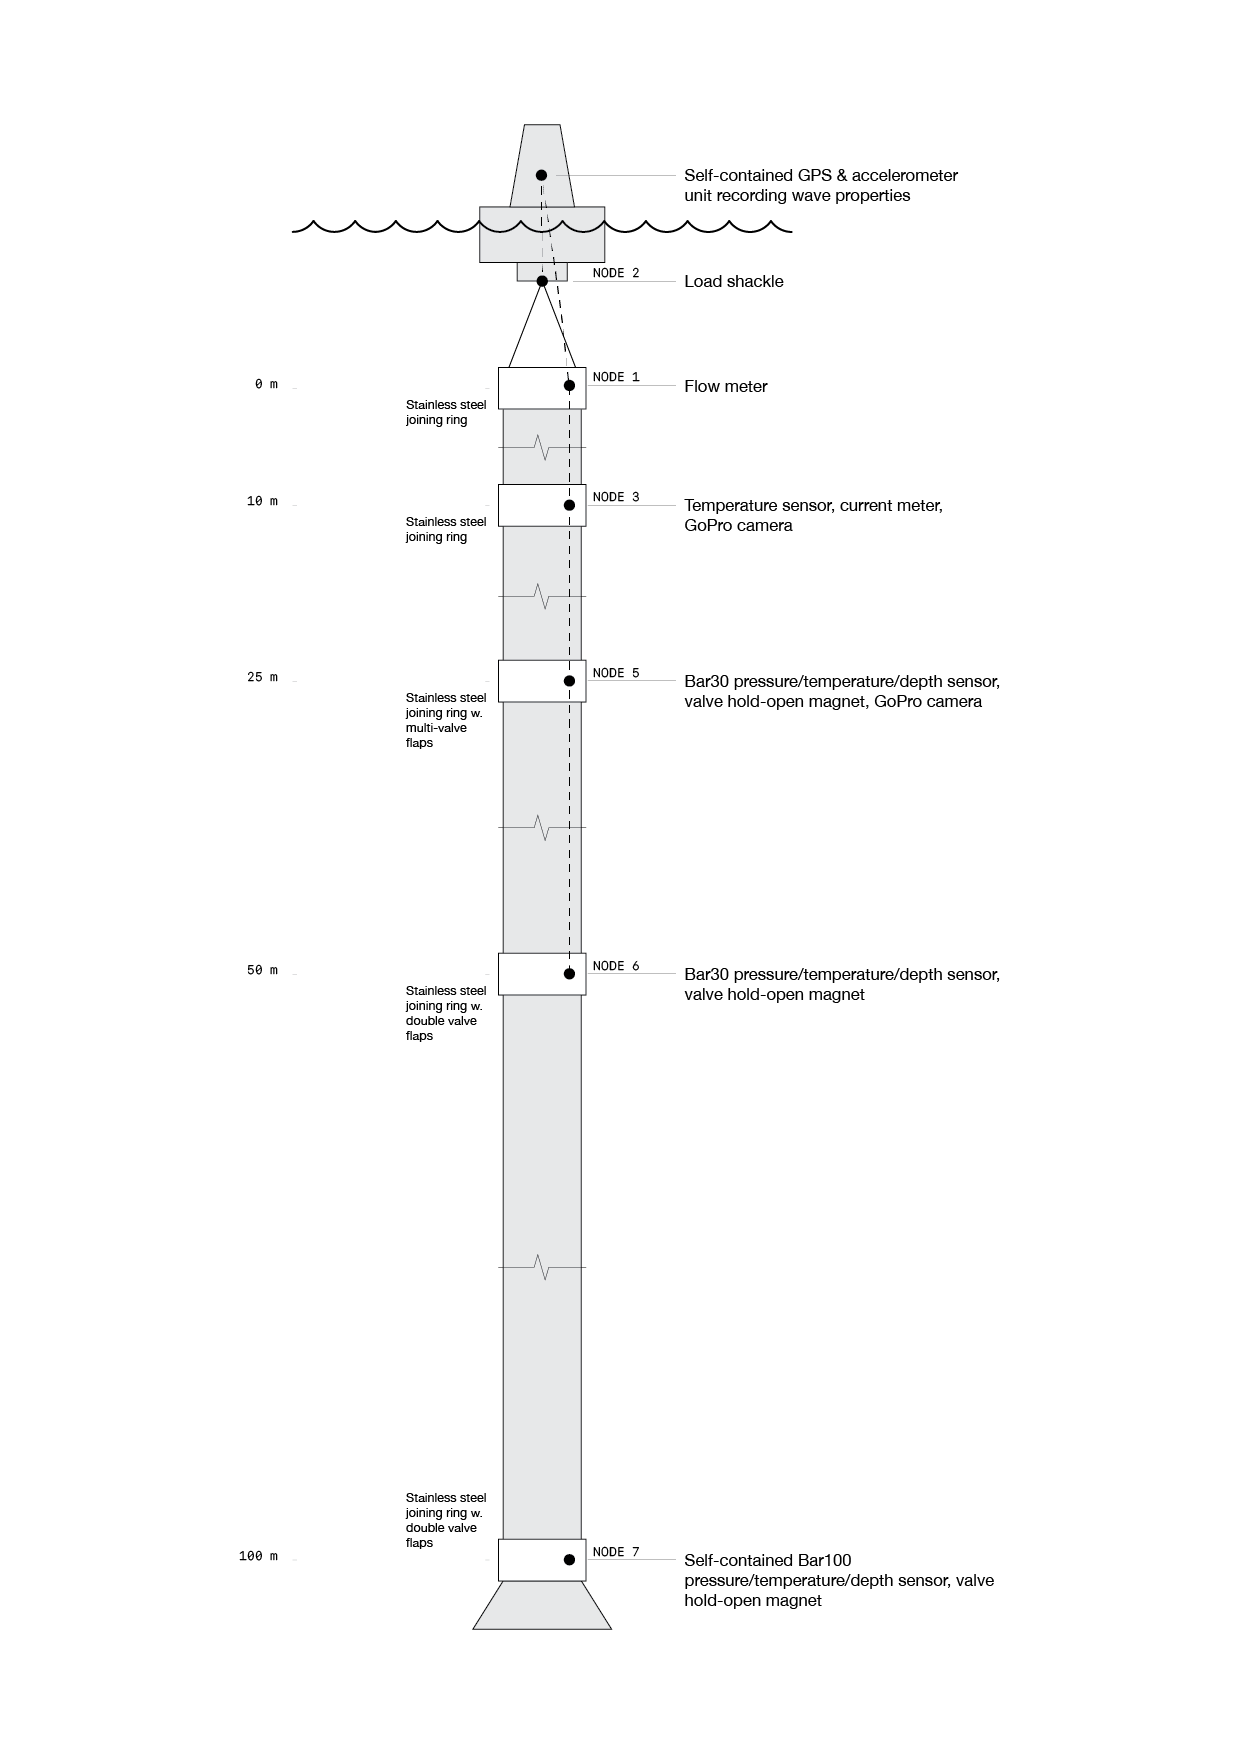 Self-contained GPS & accelerometer
unit recording wave properties
NODE 2
Load shackle
0 m
NODE 1
Flow meter
Stainless steel
joining ring
10 m
NODE 3
Temperature sensor, current meter,
GoPro camera
Stainless steel
joining ring
25 m
NODE 5
Bar30 pressure/temperature/depth sensor,
valve hold-open magnet, GoPro camera
Stainless steel
joining ring w.
multi-valve
flaps
50 m
NODE 6
Bar30 pressure/temperature/depth sensor,
valve hold-open magnet
Stainless steel
joining ring w.
double valve
flaps
Stainless steel
joining ring w.
double valve
flaps
100 m
NODE 7
Self-contained Bar100
pressure/temperature/depth sensor, valve
hold-open magnet